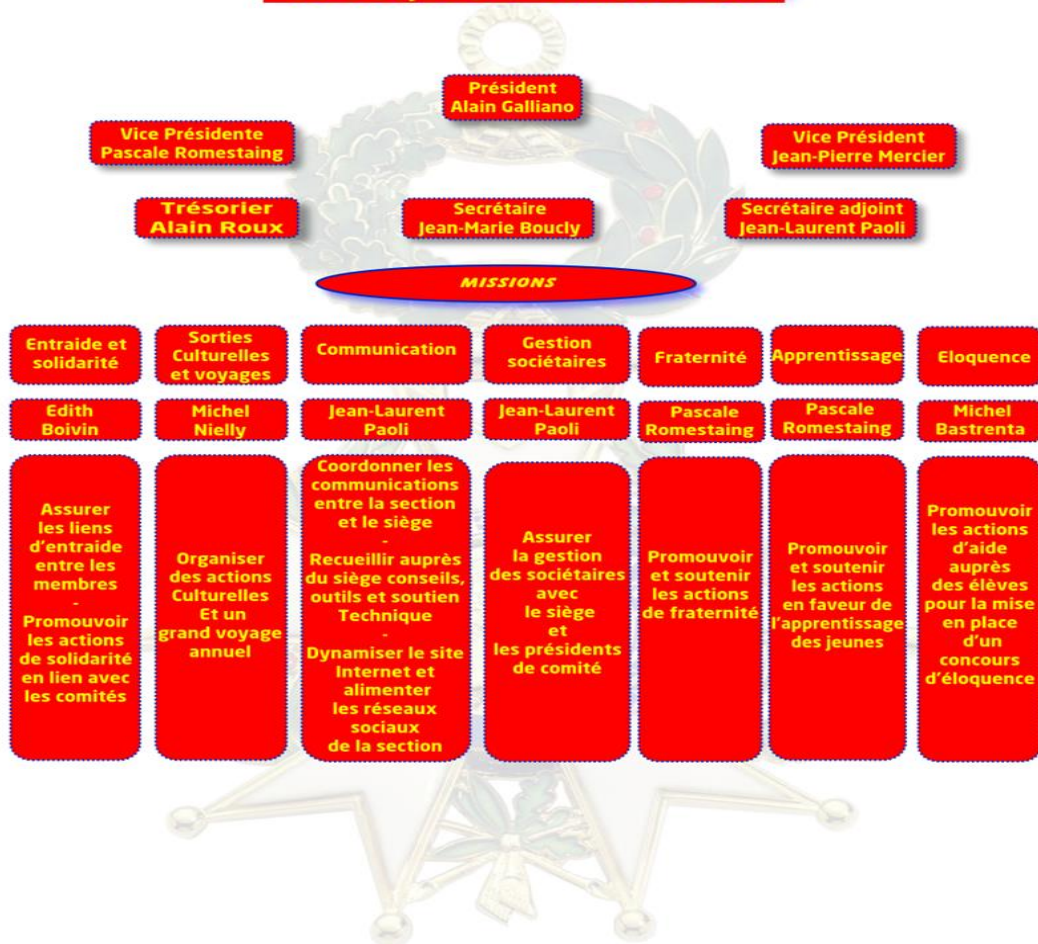 Président
Alain Galliano
Vice Présidente
Pascale Romestaing
Vice Président
Jean-Pierre Mercier
Trésorier
Alain Roux
Secrétaire
Jean-Marie Boucly
Secrétaire adjoint
Jean-Laurent Paoli
MISSIONS
Entraide et
solidarité
Sorties
Culturelles
et voyages
Communication
Gestion
sociétaires
Fraternité
Apprentissage
Eloquence
Edith
Boivin
Michel
Nielly
Jean-Laurent
Paoli
Jean-Laurent
Paoli
Pascale
Romestaing
Pascale
Romestaing
Michel
Bastrenta
Assurer
les liens
d'entraide
entre les
membres
-
Promouvoir
les actions
de solidarité
en lien avec
les comités
Organiser
des actions
Culturelles
Et un
grand voyage
annuel
Coordonner les
communications
entre la section
et le siège
-
Recueillir auprès
du siège conseils,
outils et soutien
Technique
-
Dynamiser le site
Internet et
alimenter
les réseaux
sociaux
de la section
Assurer
la gestion
des sociétaires
avec
le siège
et
les présidents
de comité
Promouvoir
et soutenir
les actions
de fraternité
Promouvoir
et soutenir
les actions
en faveur de
l'apprentissage
des jeunes
Promouvoir
les actions
d'aide
auprès
des élèves
pour la mise
en place
d'un
concours
d'éloquence